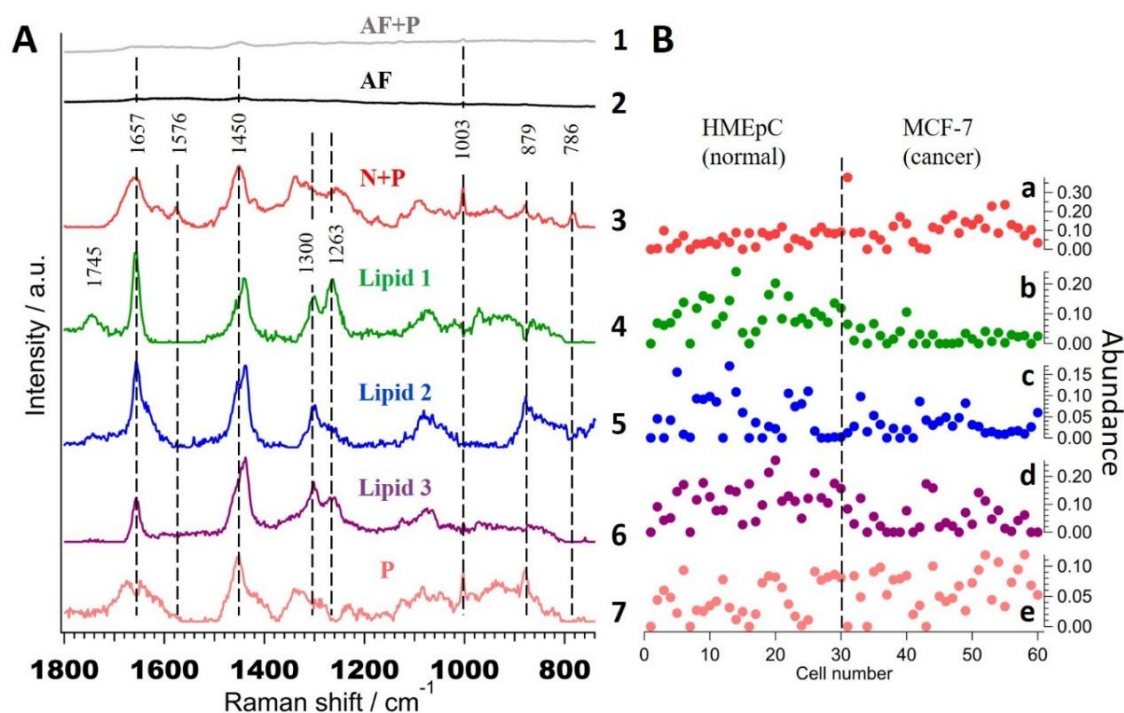 A
AF+P
1
AF
2
1657
1576
1450
1003
879
786
N+P
3
1745
Lipid 1
1300
1263
4
Lipid 2
5
Lipid 3
6
P
7
Intensity / a.u.
1800
1600
1400
1200
1000
800
Raman shift / cm-1
B
HMEpC
(normal)
MCF-7
(cancer)
a
0.30
0.20
0.10
0.00
b
0.20
0.10
0.00
c
0.15
0.10
0.05
0.00
d
0.20
0.10
0.00
e
0.10
0.05
0.00
Abundance
0
10
20
30
40
50
60
Cell number